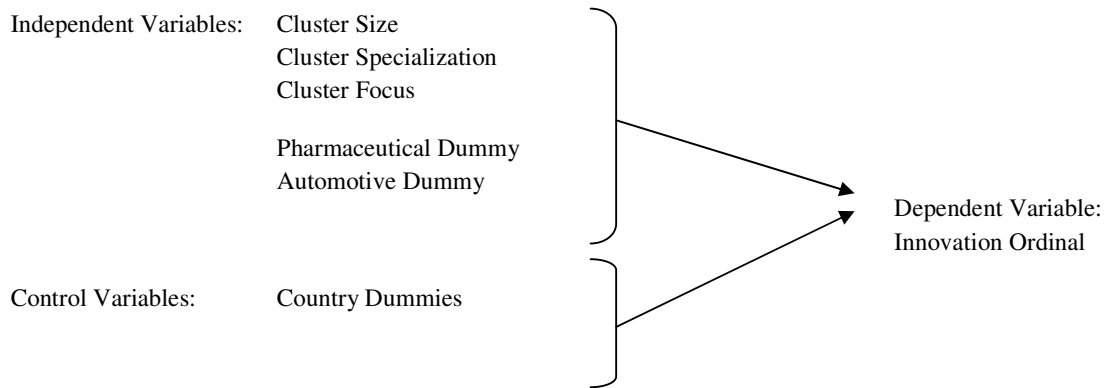 Independent Variables: Cluster Size
Cluster Specialization
Cluster Focus
Pharmaceutical Dummy
Automotive Dummy
Dependent Variable:
Innovation Ordinal
Control Variables: Country Dummies